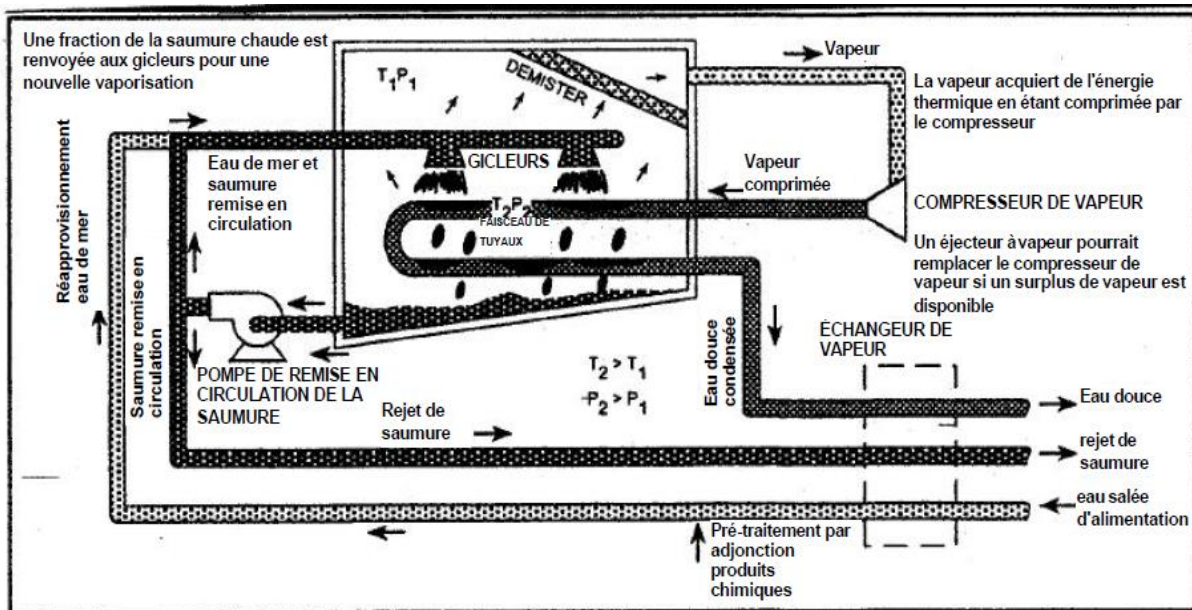 Une fraction de la saumure chaude est
renvoyée aux gicleurs pour une
nouvelle vaporisation
T1P1
DEMISTER
Vapeur
La vapeur acquiert de l'énergie
thermique en étant comprimée par
le compresseur
Réapprovisionnement
eau de mer
Eau de mer et
saumure
remise en
circulation
GICLEURS
Vapeur
comprimée
T2P2
FAISCEAU DE
TUYAUX
COMPRESSEUR DE VAPEUR
Un éjecteur àvapeur pourrait
remplacer le compresseur de
vapeur si un surplus de vapeur est
disponible
Saumure remise en
circulation
POMPE DE REMISE EN
CIRCULATION DE LA
SAUMURE
T2 > T1
P2 > P1
Eau douce
condensée
ÉCHANGEUR DE
VAPEUR
Rejet de
saumure
Eau douce
rejet de
saumure
eau salée
d'alimentation
Pré-traitement par
adjonction
produits
chimiques